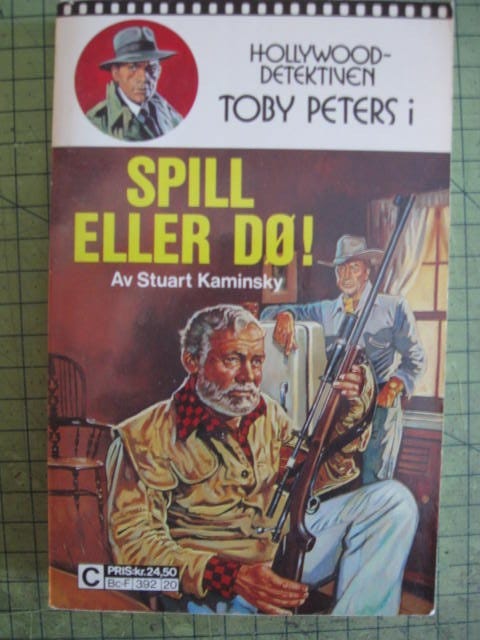 HOLLYWOOD-
DETEKTIVEN
TOBY PETERS i
SPILL
ELLER DØ!
Av Stuart Kaminsky
C
PRIS:kr.24,50
Bc-F 392 20